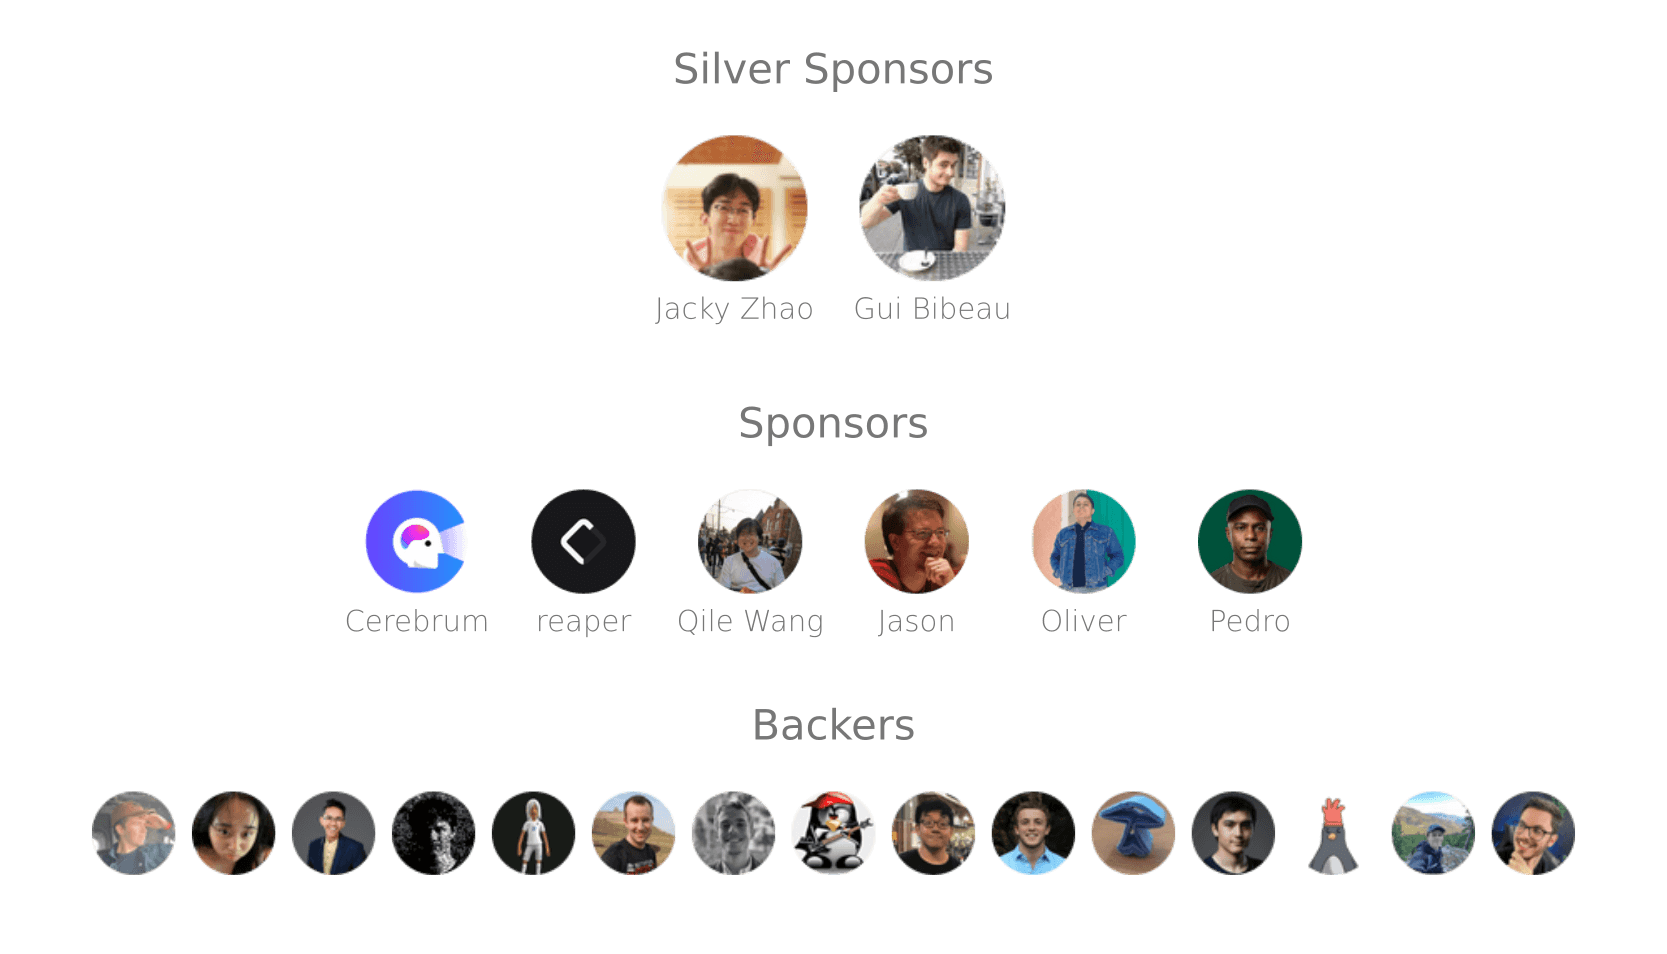 Silver Sponsors
Jacky Zhao Gui Bibeau
Sponsors
Cerebrum reaper Qile Wang Jason Oliver Pedro
Backers